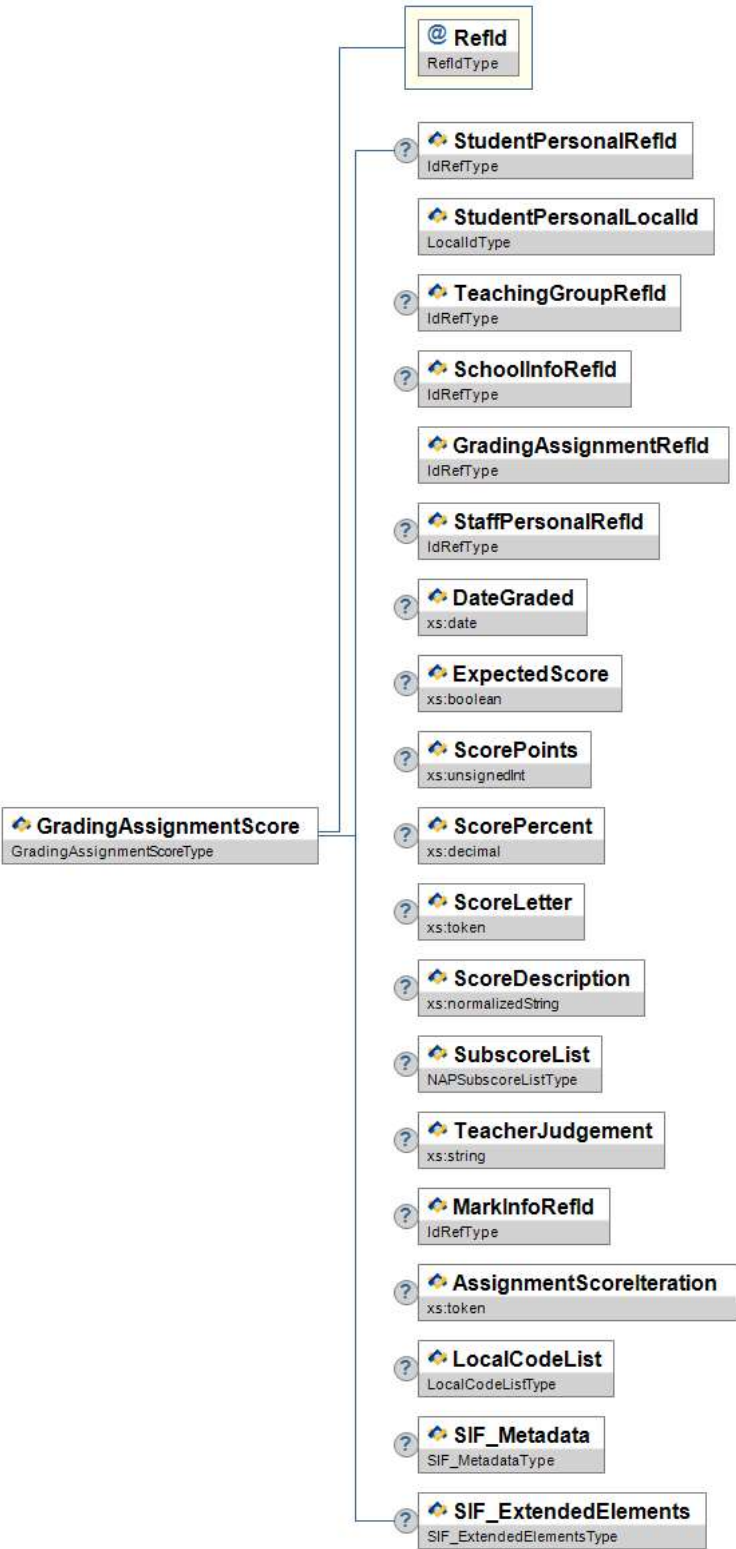 @ RefId
RefIdType
? StudentPersonalRefId
IdRefType
StudentPersonalLocalId
LocalIdType
? TeachingGroupRefId
IdRefType
? SchoolInfoRefId
IdRefType
GradingAssignmentRefId
IdRefType
? StaffPersonalRefId
IdRefType
? DateGraded
xs:date
? ExpectedScore
xs:boolean
? ScorePoints
xs:unsignedInt
GradingAssignmentScore
GradingAssignmentScoreType
? ScorePercent
xs:decimal
? ScoreLetter
xs:token
? ScoreDescription
xs:normalizedString
? SubscoreList
NAPSubscoreListType
? TeacherJudgement
xs:string
? MarkInfoRefId
IdRefType
? AssignmentScoreIteration
xs:token
? LocalCodeList
LocalCodeListType
? SIF_Metadata
SIF_MetadataType
? SIF_ExtendedElements
SIF_ExtendedElementsType